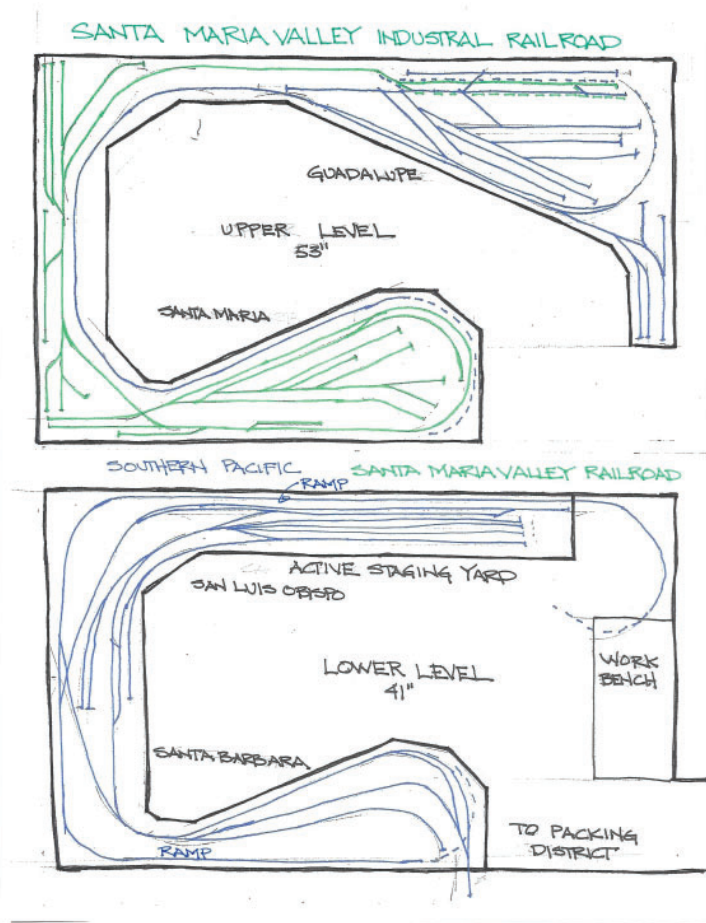 SANTA MARIA VALLEY INDUSTRAL RAILROAD
GUADALUPE
UPPER LEVEL
53"
SANTA MARIA
SOUTHERN PACIFIC
SANTA MARIA VALLEY RAILROAD
RAMP
ACTIVE STAGING YARD
SAN LUIS OBISPO
WORK
BENCH
LOWER LEVEL
41"
SANTA BARBARA
RAMP
TO PACKING
DISTRICT